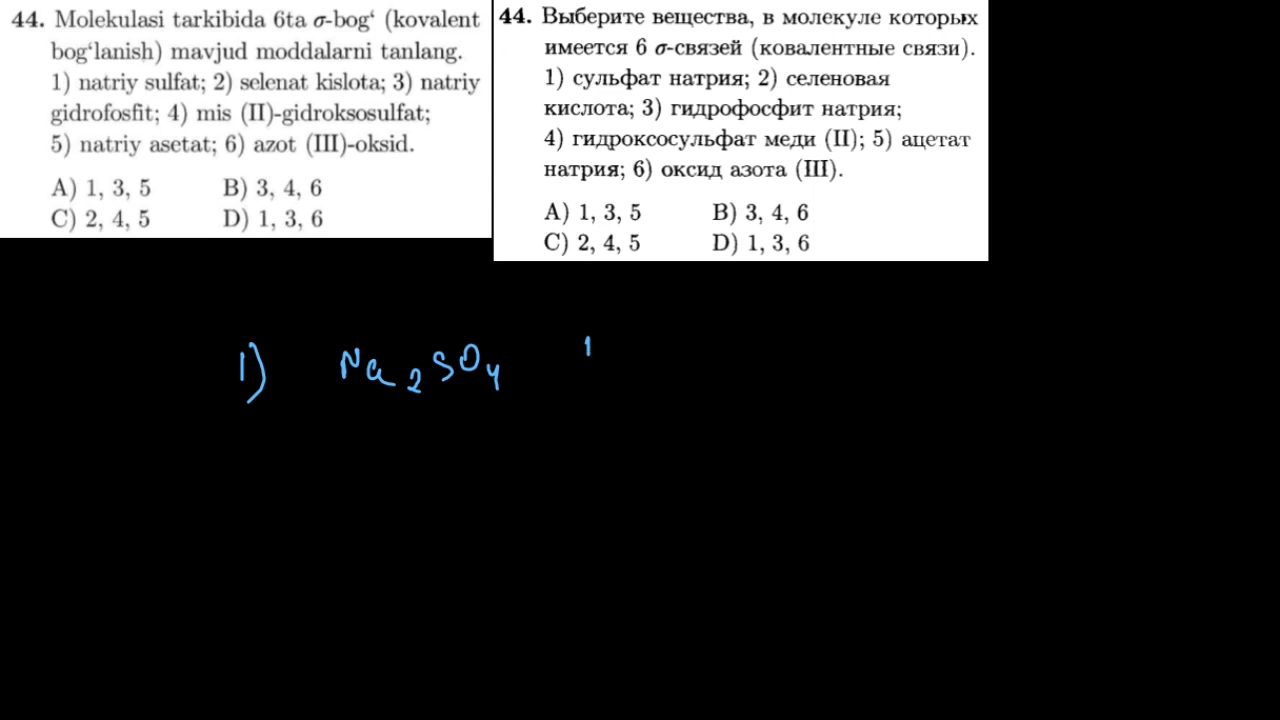 44. Molekulasi tarkibida 6ta σ-bog‘ (kovalent
bog‘lanish) mavjud moddalarni tanlang.
1) natriy sulfat; 2) selenat kislota; 3) natriy
gidrofosfit; 4) mis (II)-gidroksosulfat;
5) natriy asetat; 6) azot (III)-oksid.
A) 1, 3, 5 B) 3, 4, 6
C) 2, 4, 5 D) 1, 3, 6
44. Выберите вещества, в молекуле которых
имеется 6 σ-связей (ковалентные связи).
1) сульфат натрия; 2) селеновая
кислота; 3) гидрофосфит натрия;
4) гидроксосульфат меди (II); 5) ацетат
натрия; 6) оксид азота (III).
A) 1, 3, 5 B) 3, 4, 6
C) 2, 4, 5 D) 1, 3, 6
1) Na₂SO₄ ı